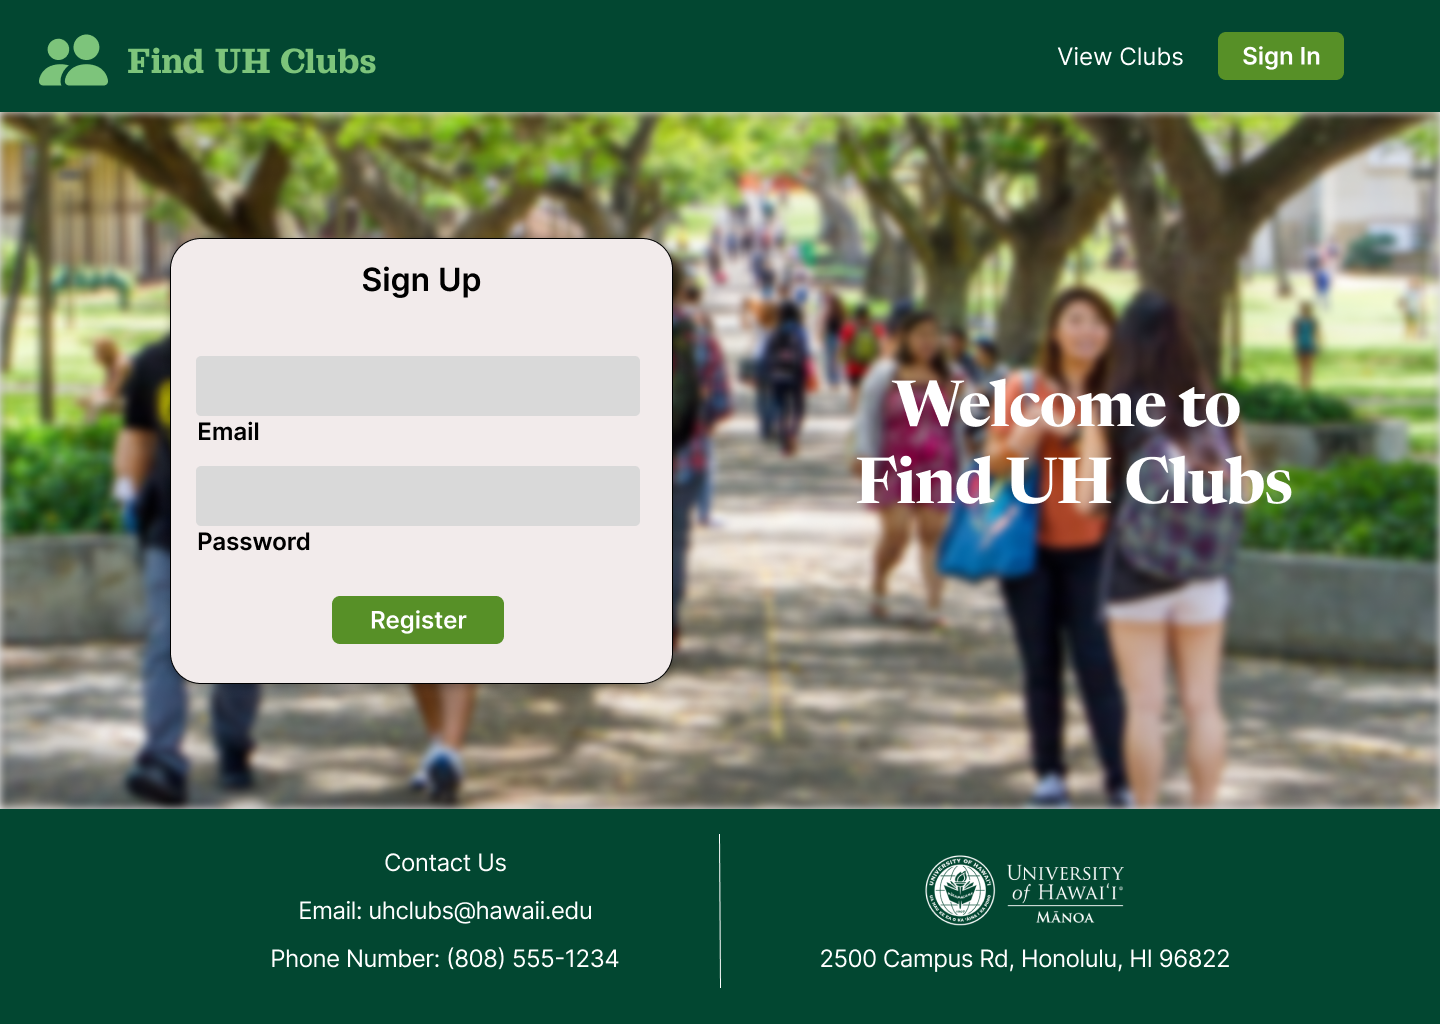 Find UH Clubs
View Clubs
Sign In
Sign Up
Email
Password
Register
Welcome to
Find UH Clubs
Contact Us
Email: uhclubs@hawaii.edu
Phone Number: (808) 555-1234
UNIVERSITY
of HAWAIʻI®
MĀNOA
2500 Campus Rd, Honolulu, HI 96822